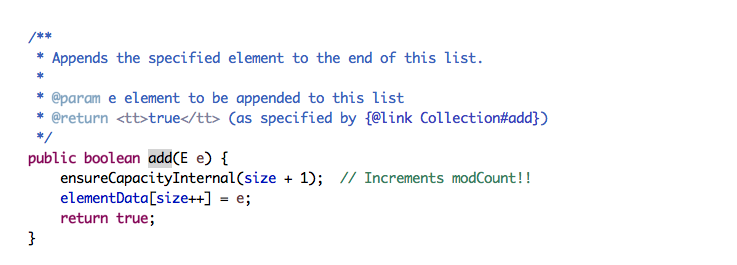 /**
 * Appends the specified element to the end of this list.
 *
 * @param e element to be appended to this list
 * @return <tt>true</tt> (as specified by {@link Collection#add})
 */
public boolean add(E e) {
    ensureCapacityInternal(size + 1);  // Increments modCount!!
    elementData[size++] = e;
    return true;
}